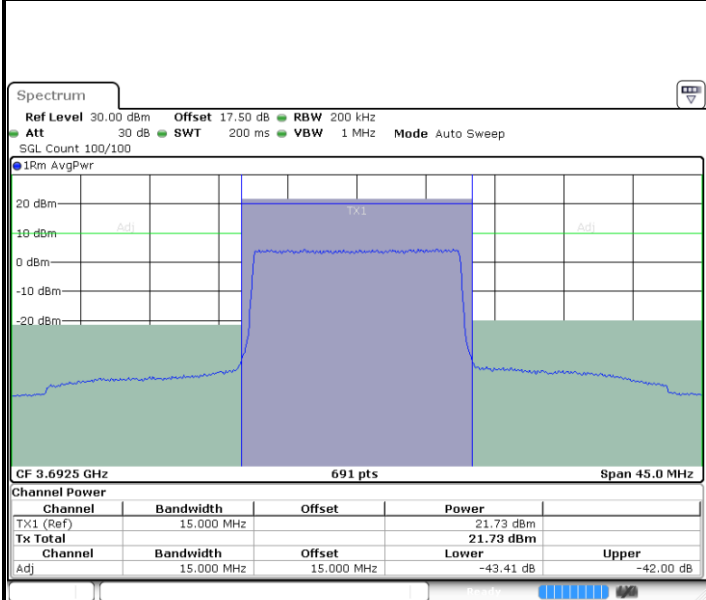 Spectrum
Ref Level 30.00 dBm Offset 17.50 dB RBW 200 kHz
Att 30 dB SWT 200 ms VBW 1 MHz Mode Auto Sweep
SGL Count 100/100
1Rm AvgPwr
20 dBm
TX1
Adj
Adj
10 dBm
0 dBm
-10 dBm
-20 dBm
CF 3.6925 GHz 691 pts Span 45.0 MHz
Channel Power
Channel Bandwidth Offset Power
TX1 (Ref) 15.000 MHz 21.73 dBm
Tx Total 21.73 dBm
Channel Bandwidth Offset Lower Upper
Adj 15.000 MHz 15.000 MHz -43.41 dB -42.00 dB
Ready